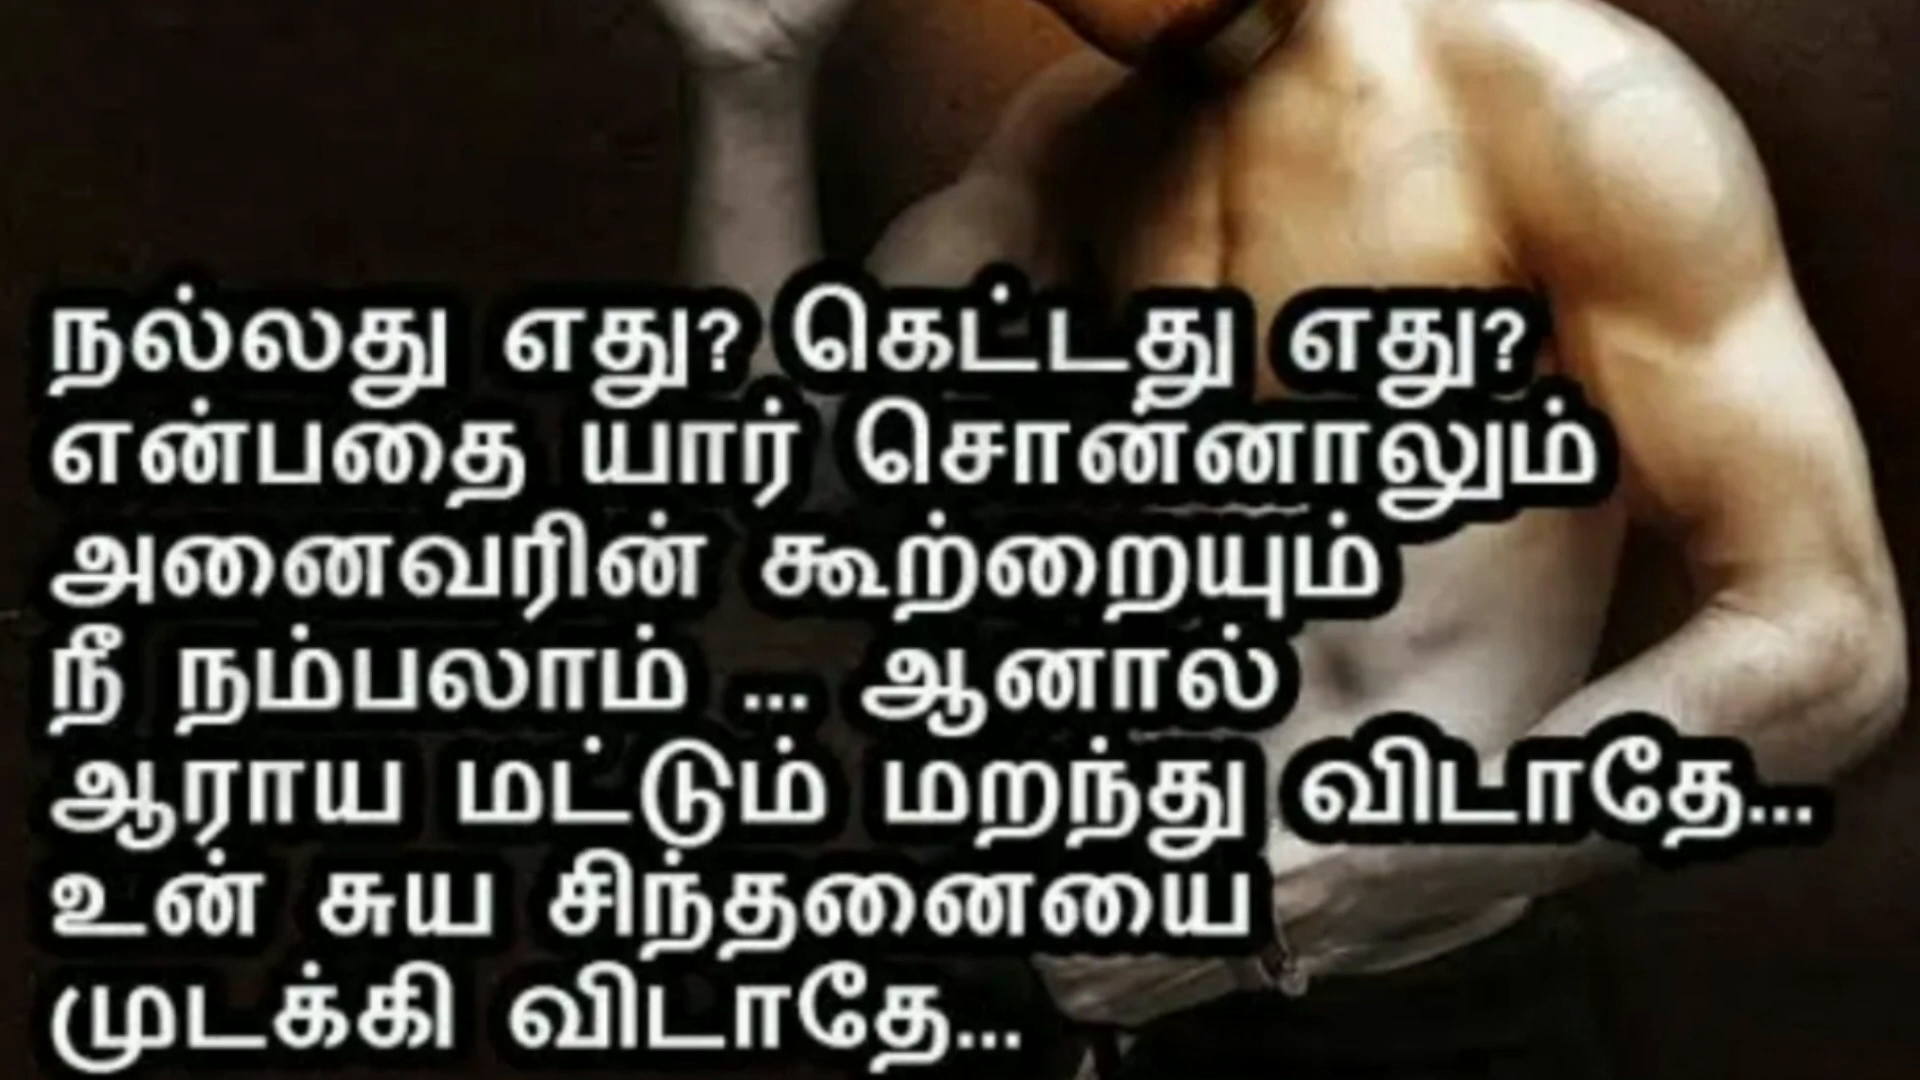 நல்லது எது? கெட்டது எது?
என்பதை யார் சொன்னாலும்
அனைவரின் கூற்றையும்
நீ நம்பலாம் ... ஆனால்
ஆராய மட்டும் மறந்து விடாதே...
உன் சுய சிந்தனையை
முடக்கி விடாதே...